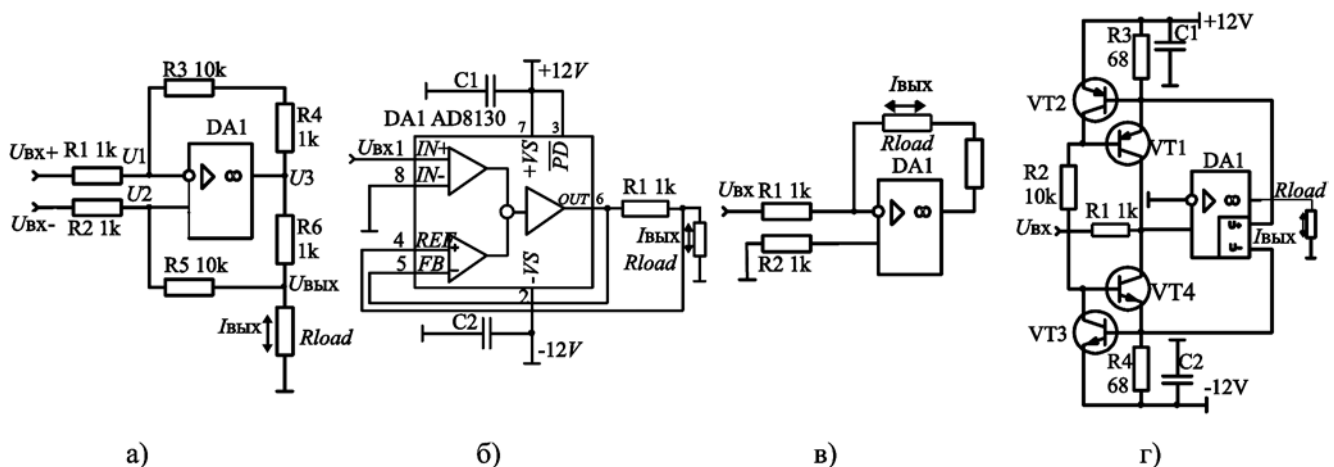 R3 10k
R4
1k
DA1
Uвх+
R1 1k
U1
∞
U3
U2
Uвх-
R2 1k
R6
1k
R5 10k
Uвых
Iвых
Rload
а)
C1
+12V
DA1 AD8130
7
3
+VS
PD
Uвх
1
IN+
8
IN-
OUT
6
R1 1k
4
REF
+
5
FB
-
-VS
2
Iвых
Rload
C2
-12V
б)
Iвых
Rload
DA1
Uвх
R1 1k
∞
R2 1k
в)
+12V
R3
68
C1
VT2
VT1
DA1
R2
10k
∞
Rload
Uвх
R1 1k
U+
U-
Iвых
VT4
VT3
R4
68
C2
-12V
г)